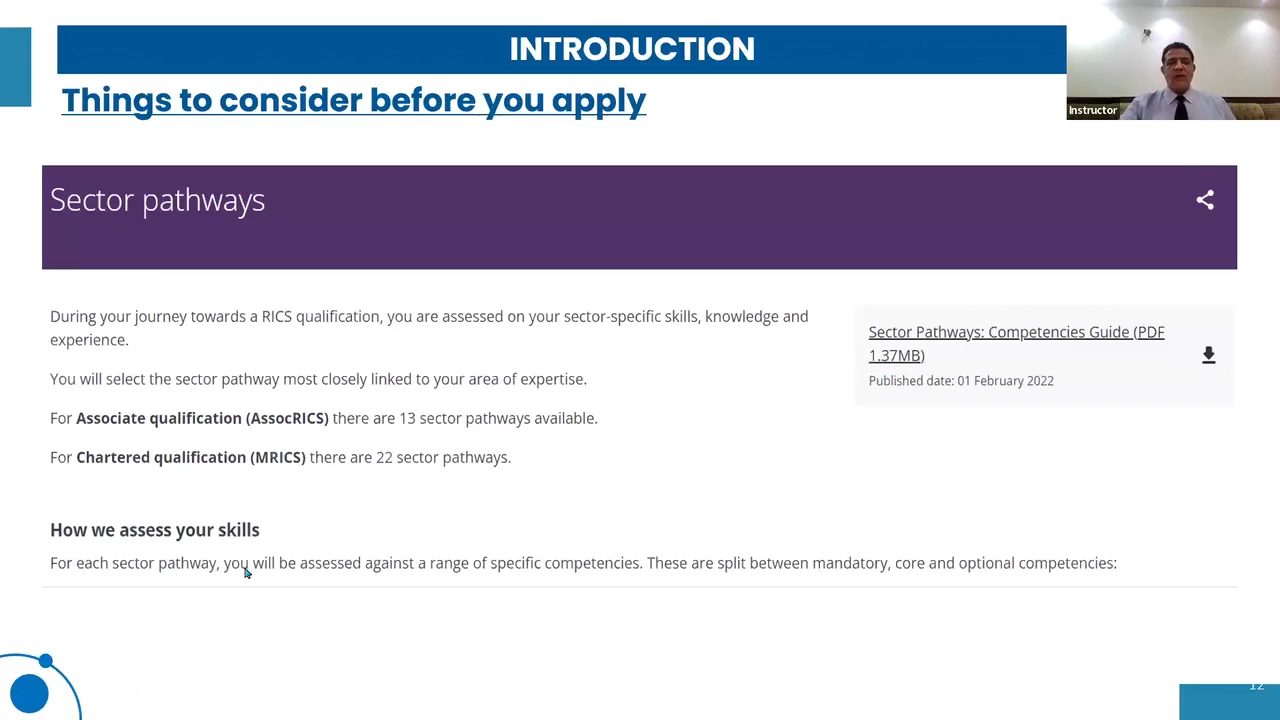 INTRODUCTION
Things to consider before you apply
Instructor
Sector pathways
During your journey towards a RICS qualification, you are assessed on your sector-specific skills, knowledge and
experience.
You will select the sector pathway most closely linked to your area of expertise.
For Associate qualification (AssocRICS) there are 13 sector pathways available.
For Chartered qualification (MRICS) there are 22 sector pathways.
Sector Pathways: Competencies Guide (PDF
1.37MB)
Published date: 01 February 2022
How we assess your skills
For each sector pathway, you will be assessed against a range of specific competencies. These are split between mandatory, core and optional competencies:
12